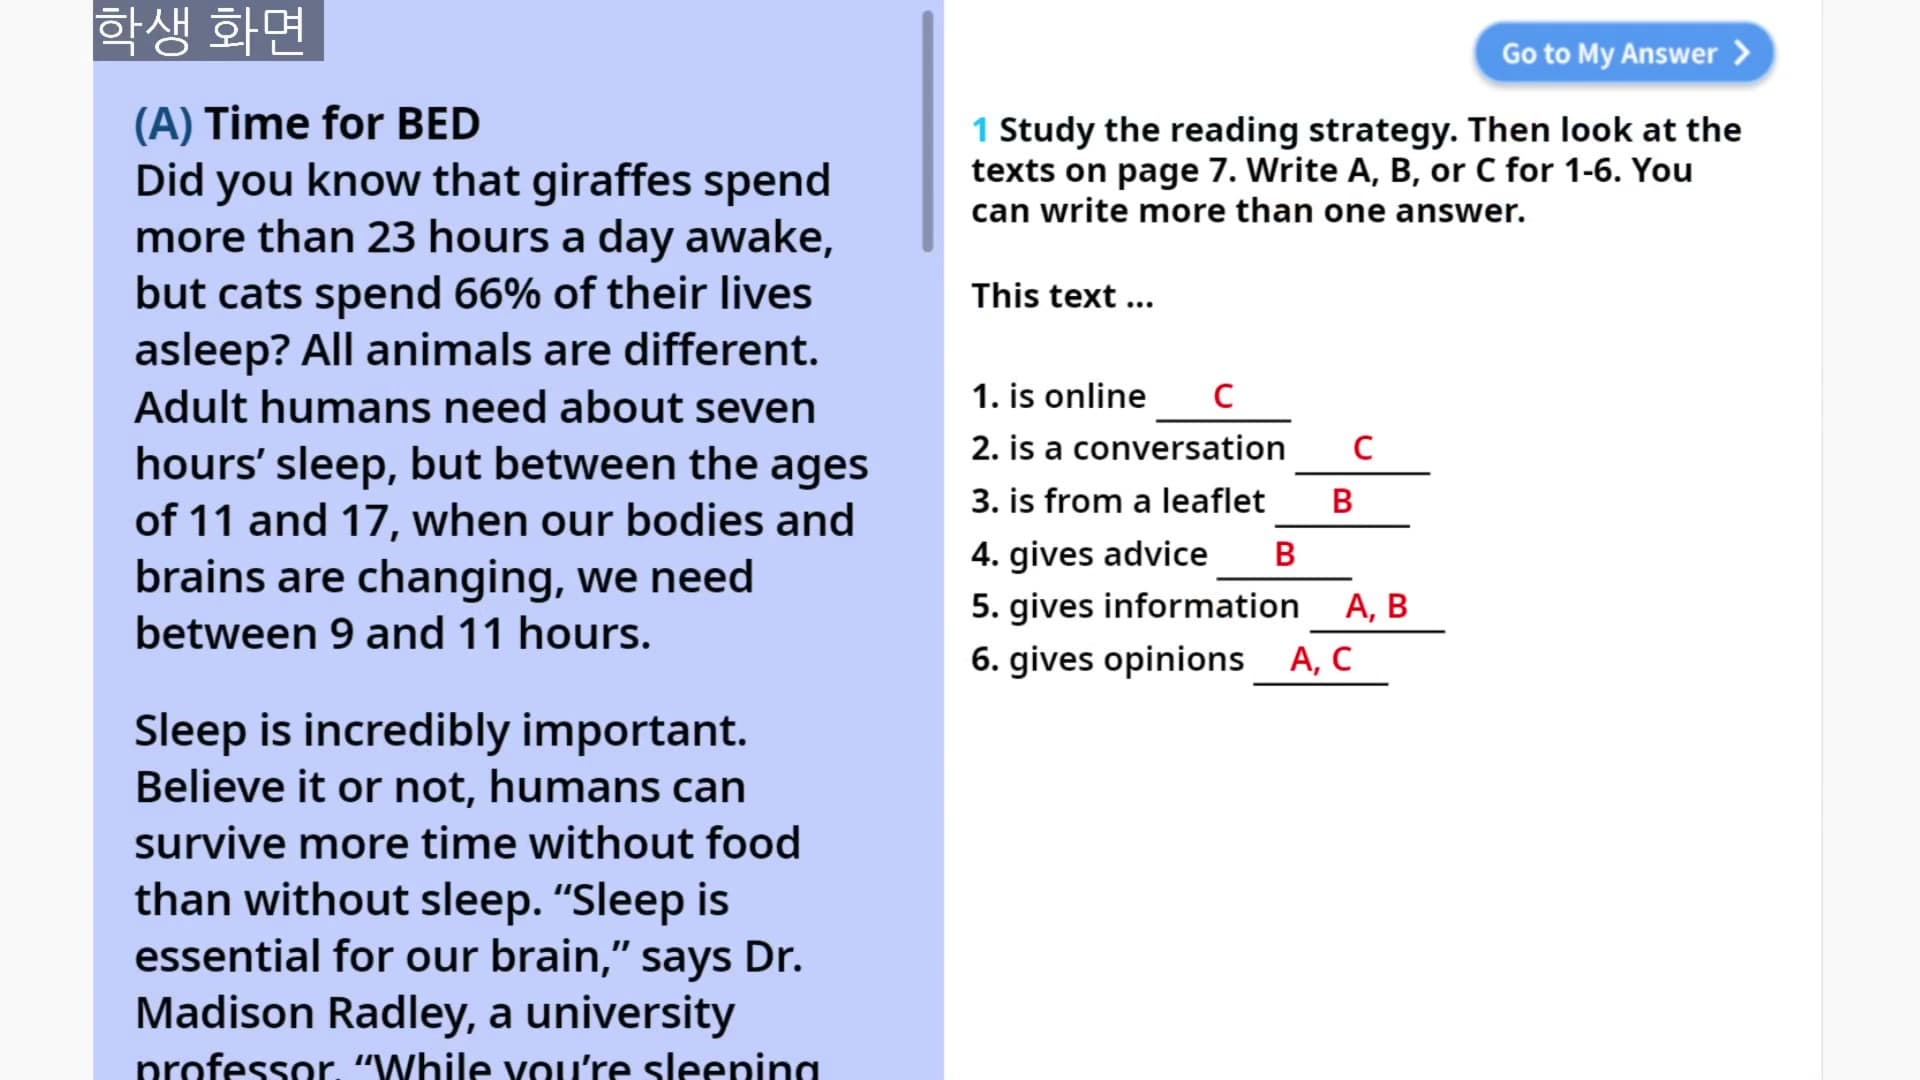 학생 화면
(A) Time for BED
Did you know that giraffes spend
more than 23 hours a day awake,
but cats spend 66% of their lives
asleep? All animals are different.
Adult humans need about seven
hours’ sleep, but between the ages
of 11 and 17, when our bodies and
brains are changing, we need
between 9 and 11 hours.
Sleep is incredibly important.
Believe it or not, humans can
survive more time without food
than without sleep. “Sleep is
essential for our brain,” says Dr.
Madison Radley, a university
professor. “While you’re sleeping
Go to My Answer
1 Study the reading strategy. Then look at the
texts on page 7. Write A, B, or C for 1-6. You
can write more than one answer.
This text ...
1. is online C
2. is a conversation C
3. is from a leaflet B
4. gives advice B
5. gives information A, B
6. gives opinions A, C